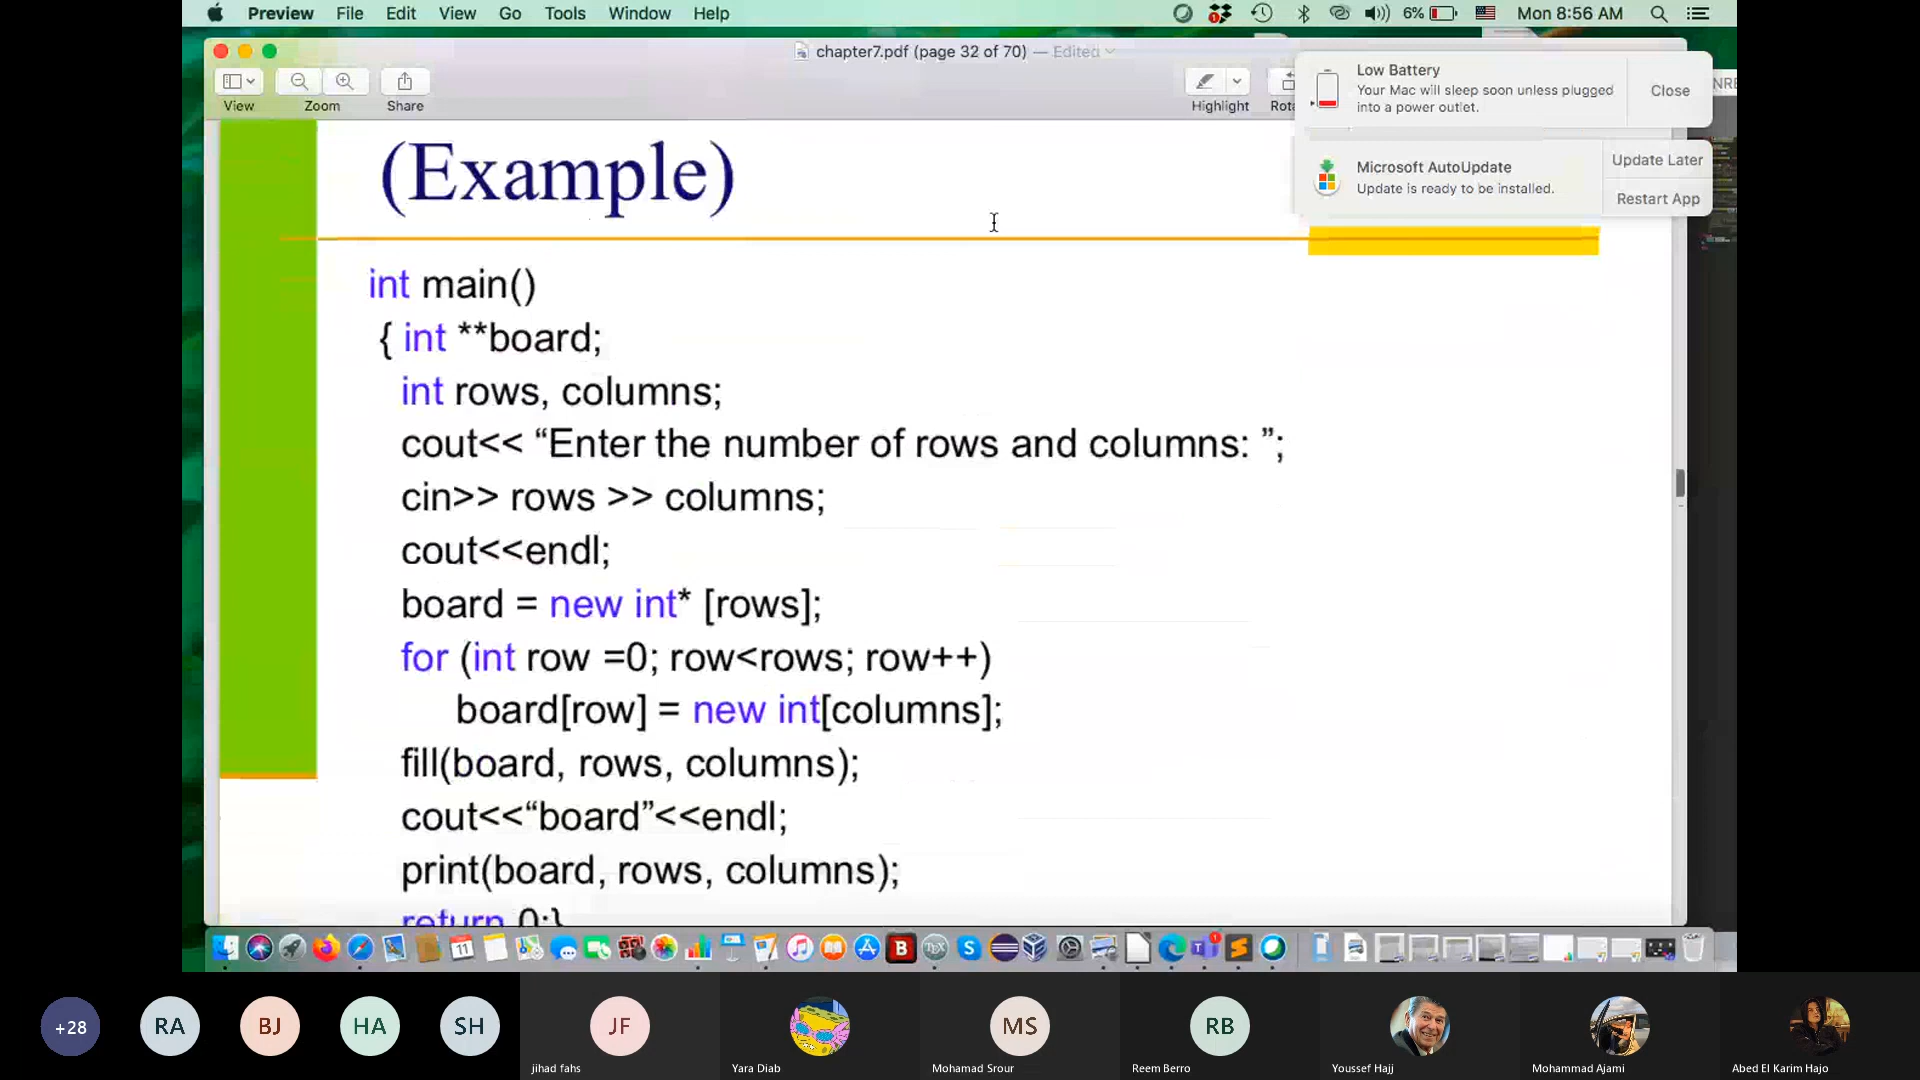 Preview File Edit View Go Tools Window Help
6% Mon 8:56 AM
chapter7.pdf (page 32 of 70) — Edited
View
Zoom
Share
Highlight
Rota
Low Battery
Your Mac will sleep soon unless plugged
into a power outlet.
Close
NRE
Microsoft AutoUpdate
Update is ready to be installed.
Update Later
Restart App
(Example)
int main()
{ int **board;
int rows, columns;
cout<< “Enter the number of rows and columns: ”;
cin>> rows >> columns;
cout<<endl;
board = new int* [rows];
for (int row =0; row<rows; row++)
board[row] = new int[columns];
fill(board, rows, columns);
cout<<“board”<<endl;
print(board, rows, columns);
return 0;}
+28
RA
BJ
HA
SH
JF
MS
RB
jihad fahs
Yara Diab
Mohamad Srour
Reem Berro
Youssef Hajj
Mohammad Ajami
Abed El Karim Hajo